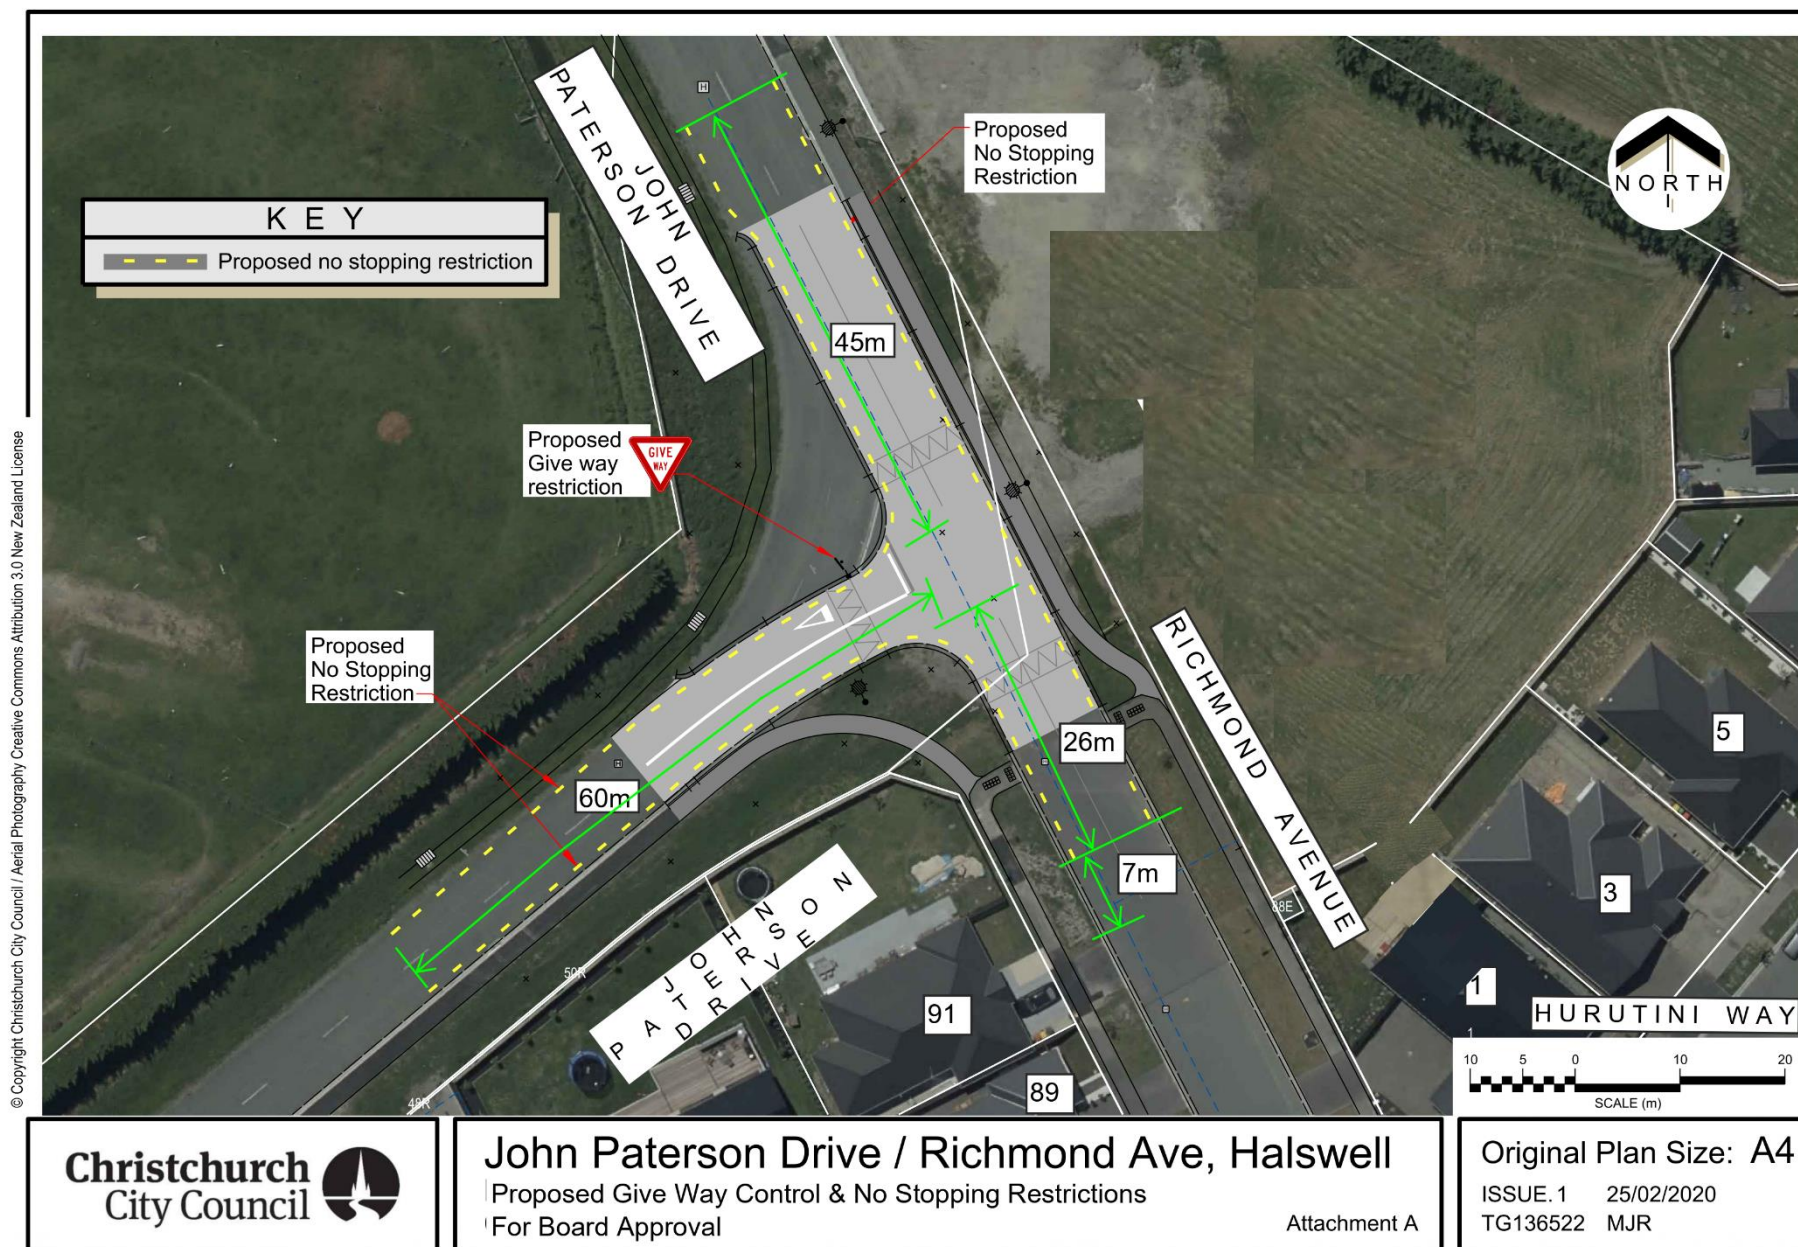 © Copyright Christchurch City Council / Aerial Photography Creative Commons Attribution 3.0 New Zealand License
JOHN
PATERSON DRIVE
Proposed
No Stopping
Restriction
NORTH
KEY
Proposed no stopping restriction
H
45m
Proposed
Give way
restriction
GIVE
WAY
Proposed
No Stopping
Restriction
RICHMOND AVENUE
H
60m
26m
7m
88E
5
3
1
HURUTINI WAY
1
JOHN
PATERSON
DRIVE
50R
48R
91
89
10 5 0 10 20
SCALE (m)
Christchurch
City Council
John Paterson Drive / Richmond Ave, Halswell
Proposed Give Way Control & No Stopping Restrictions
For Board Approval
Attachment A
Original Plan Size: A4
ISSUE.1 25/02/2020
TG136522 MJR